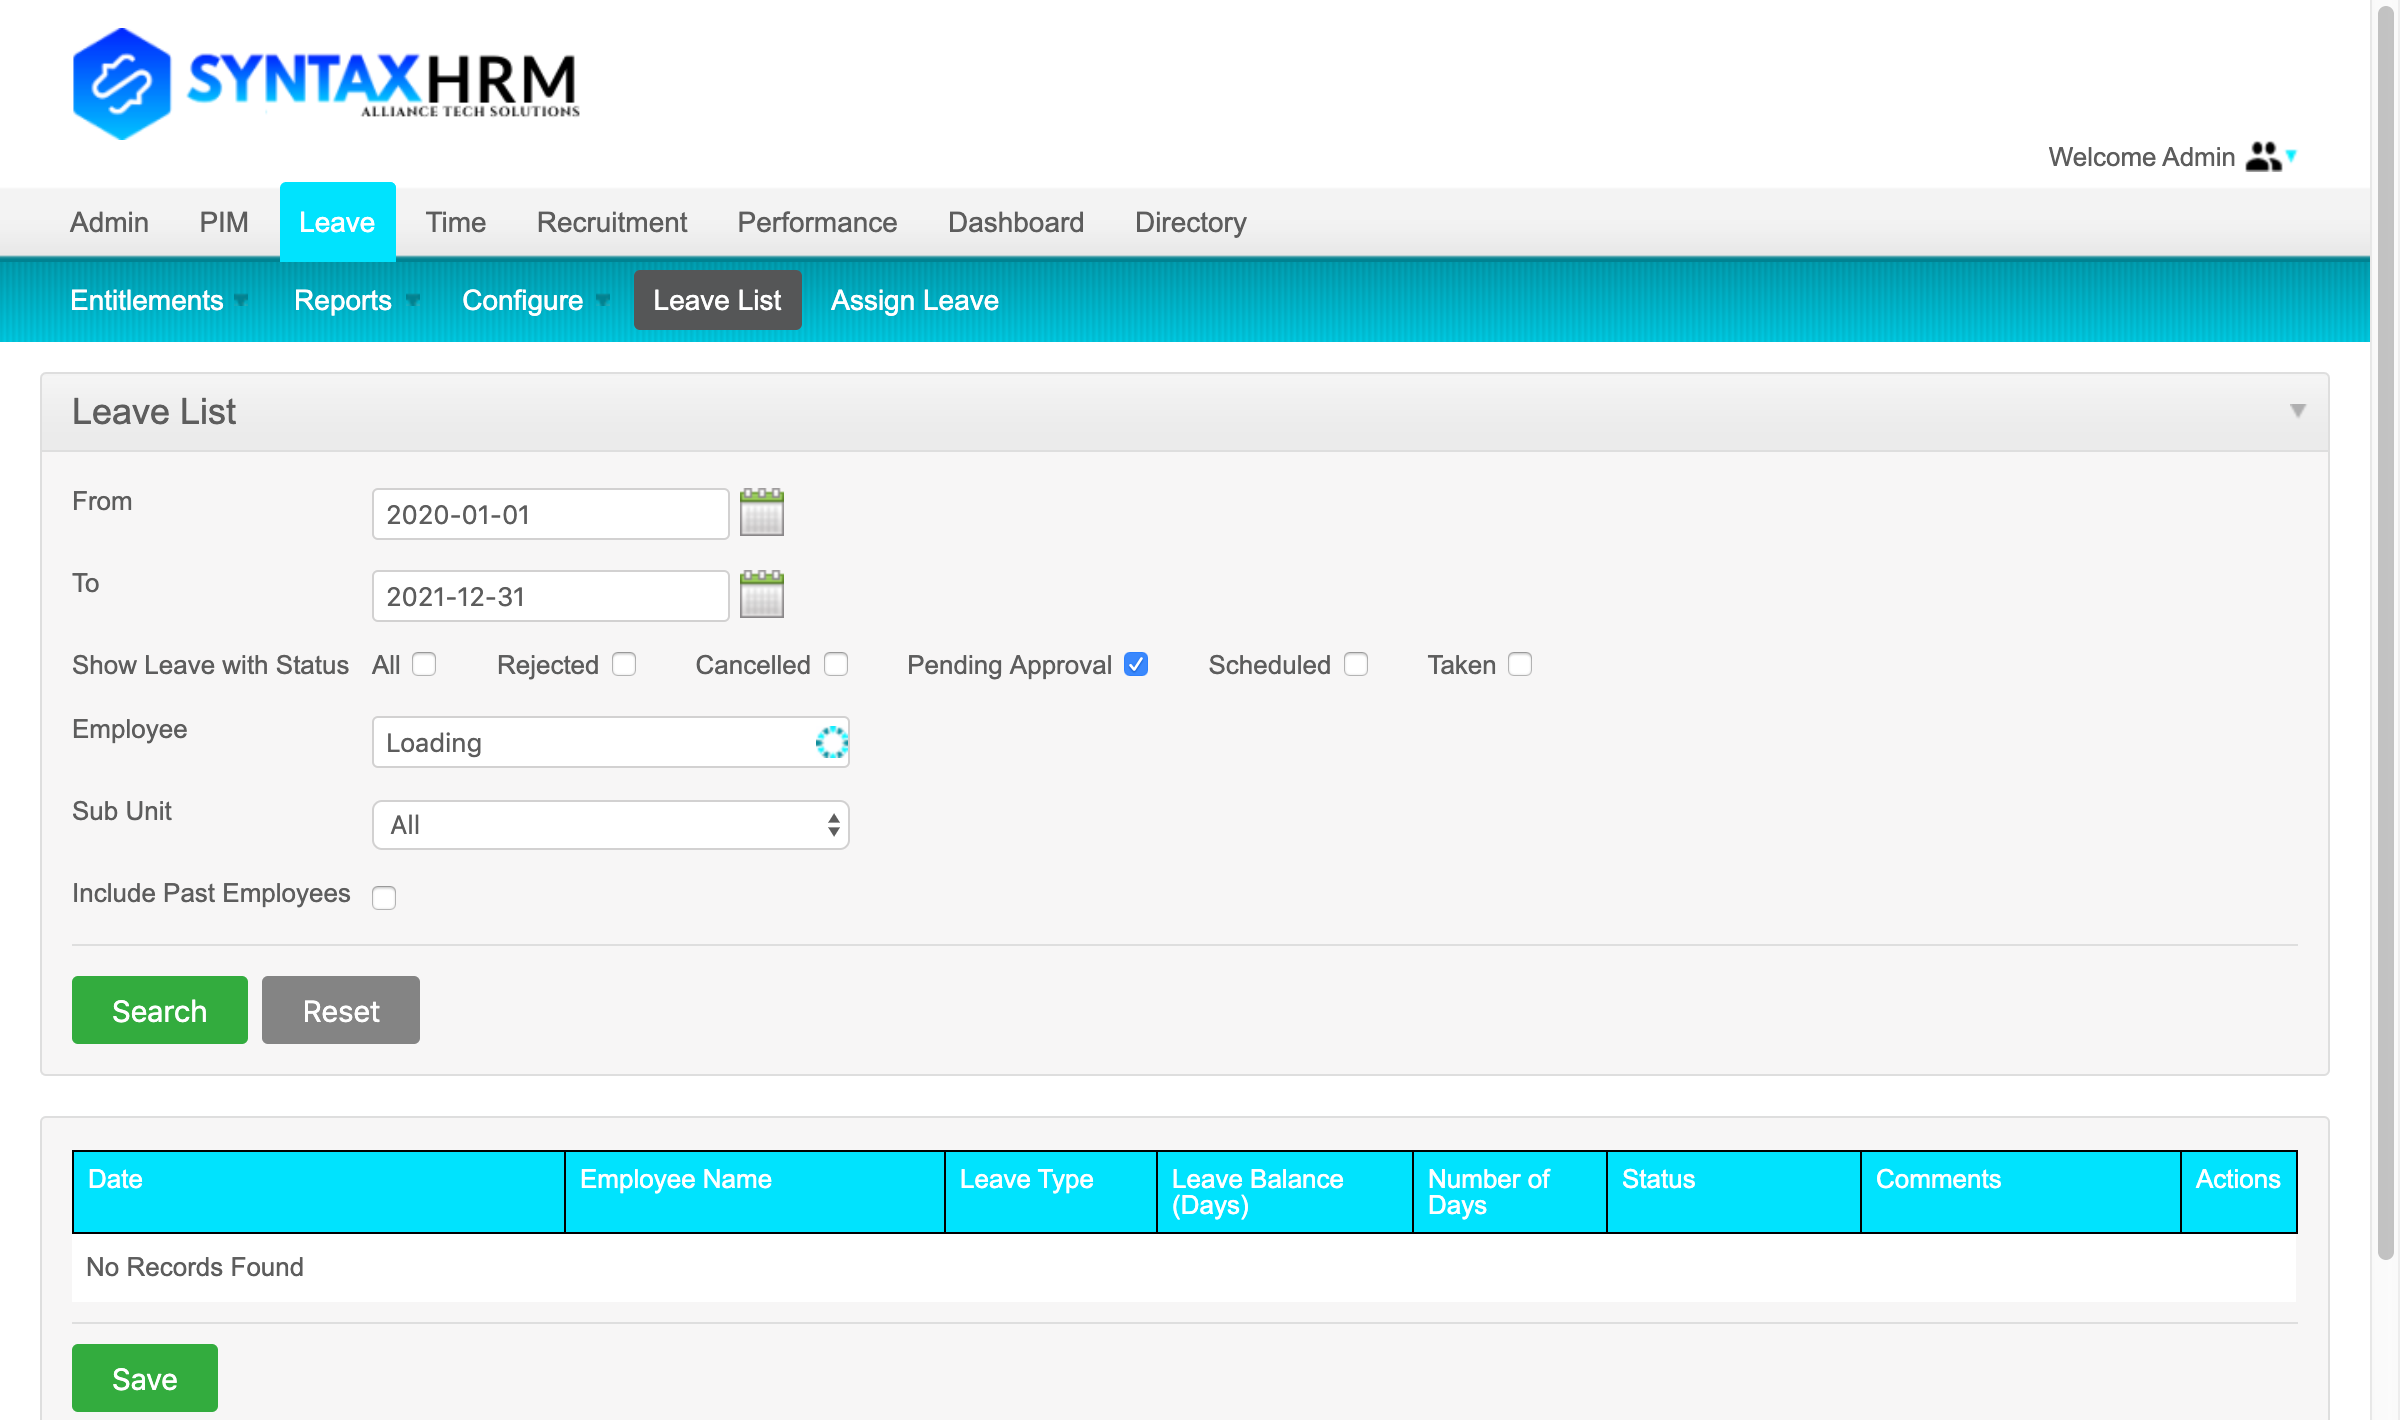 SYNTAXHRM
ALLIANCE TECH SOLUTIONS
Welcome Admin
Admin PIM Leave Time Recruitment Performance Dashboard Directory
Entitlements Reports Configure Leave List Assign Leave
Leave List
From 2020-01-01
To 2021-12-31
Show Leave with Status All Rejected Cancelled Pending Approval Scheduled Taken
Employee Loading
Sub Unit All
Include Past Employees
Search Reset
Date Employee Name Leave Type Leave Balance (Days) Number of Days Status Comments Actions
No Records Found
Save